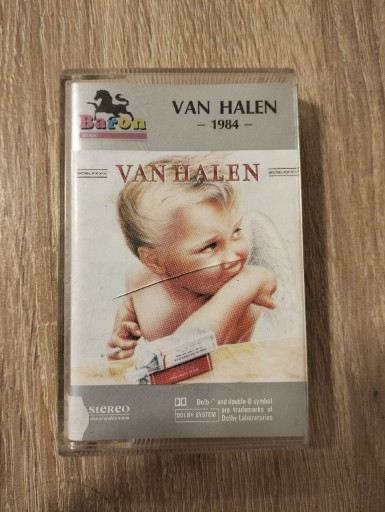 Baron
VAN HALEN
– 1984 –
VAN HALEN
stereo
Dolby and double-D symbol
are trademarks of
Dolby Laboratories
DOLBY SYSTEM